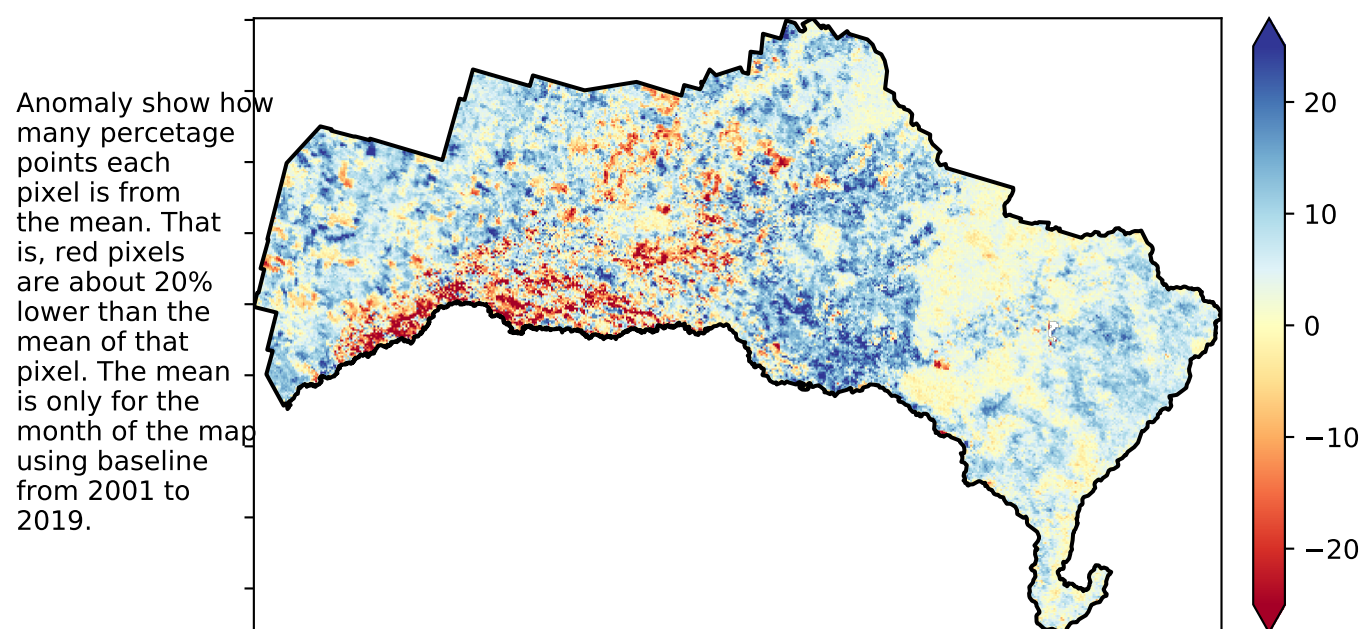 Anomaly show how
many percetage
points each
pixel is from
the mean. That
is, red pixels
are about 20%
lower than the
mean of that
pixel. The mean
is only for the
month of the map
using baseline
from 2001 to
2019.
20
10
0
−10
−20